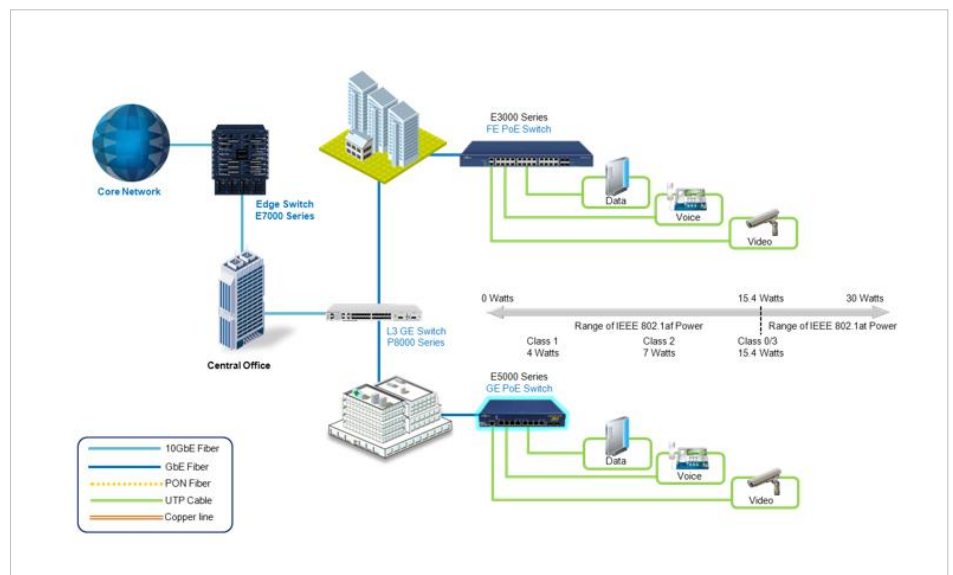 Core Network
Edge Switch
E7000 Series
Central Office
L3 GE Switch
P8000 Series
E3000 Series
FE PoE Switch
Data
Voice
Video
0 Watts
15.4 Watts
30 Watts
Range of IEEE 802.1af Power
Range of IEEE 802.1at Power
Class 1
4 Watts
Class 2
7 Watts
Class 0/3
15.4 Watts
E5000 Series
GE PoE Switch
Data
Voice
Video
10GbE Fiber
GbE Fiber
PON Fiber
UTP Cable
Copper line